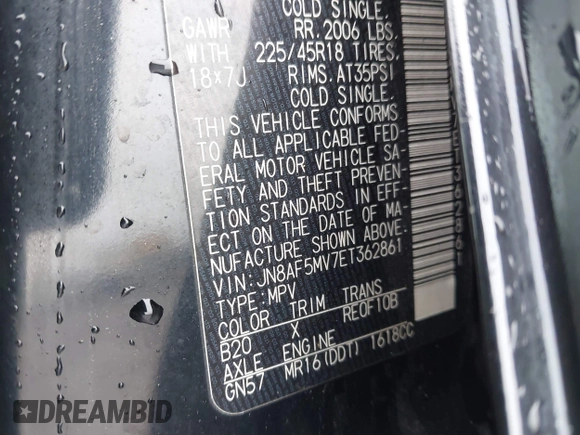 COLD SINGLE.
GAWR RR. 2006 LBS.
WITH 225/45R18 TIRES.
18x7J RIMS. AT35PSI
COLD SINGLE.
THIS VEHICLE CONFORMS
TO ALL APPLICABLE FED-
ERAL MOTOR VEHICLE SA-
FETY AND THEFT PREVEN-
TION STANDARDS IN EFF-
ECT ON THE DATE OF MA-
NUFACTURE SHOWN ABOVE.
VIN: JN8AF5MV7ET362861
TYPE: MPV
COLOR TRIM TRANS
B20 X REOF10B
AXLE ENGINE
GN57 MR16(DDT) 1618CC
DREAMBID